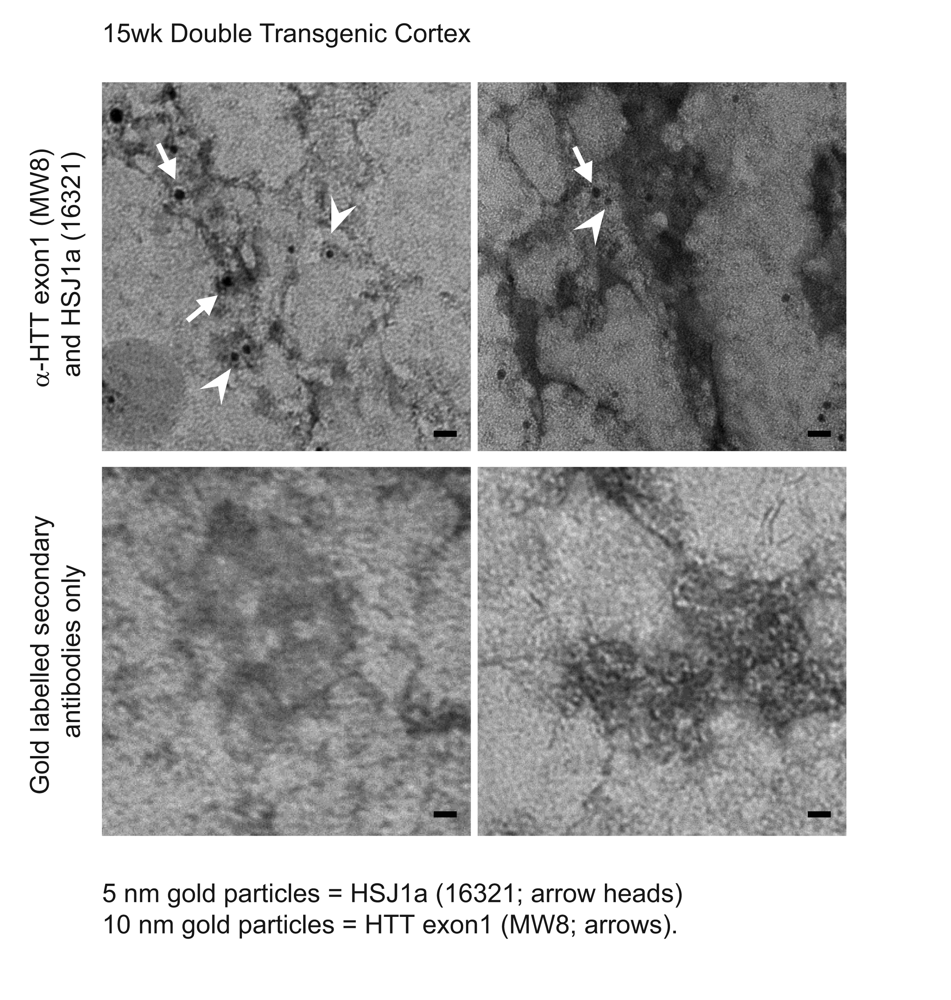 15wk Double Transgenic Cortex
α-HTT exon1 (MW8)
and HSJ1a (16321)
Gold labelled secondary
antibodies only
5 nm gold particles = HSJ1a (16321; arrow heads)
10 nm gold particles = HTT exon1 (MW8; arrows).